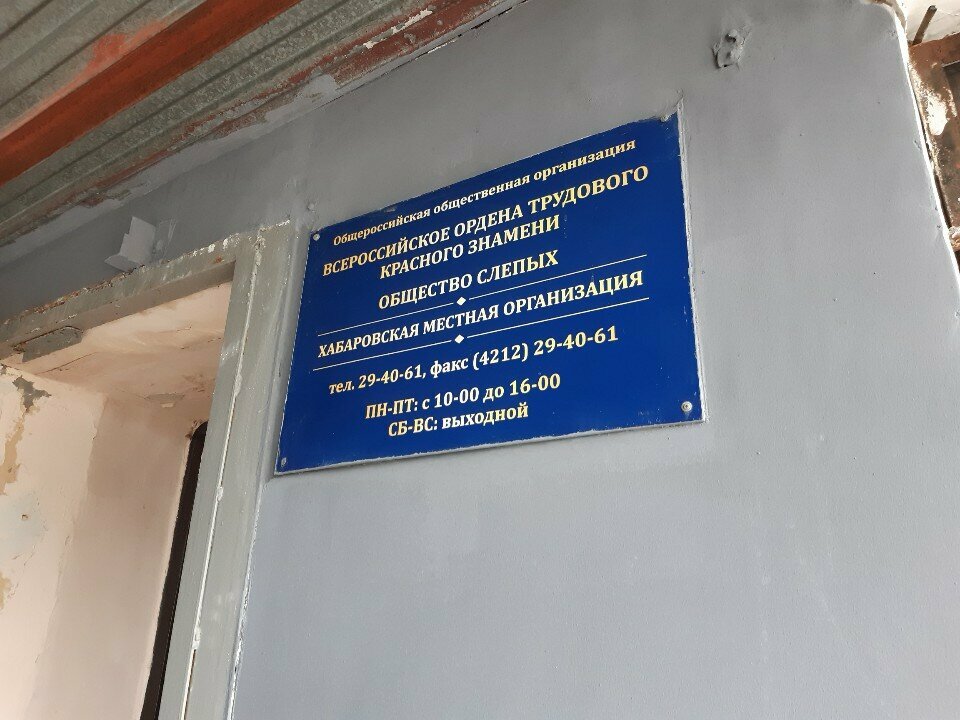 Общероссийская общественная организация
ВСЕРОССИЙСКОЕ ОРДЕНА ТРУДОВОГО
КРАСНОГО ЗНАМЕНИ
ОБЩЕСТВО СЛЕПЫХ
ХАБАРОВСКАЯ МЕСТНАЯ ОРГАНИЗАЦИЯ
тел. 29-40-61, факс (4212) 29-40-61
ПН-ПТ: с 10-00 до 16-00
СБ-ВС: выходной